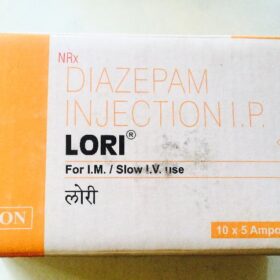 NRx
DIAZEPAM
INJECTION I.P.
LORI®
For I.M. / Slow I.V. use
लोरी
10 x 5 Ampo
ON